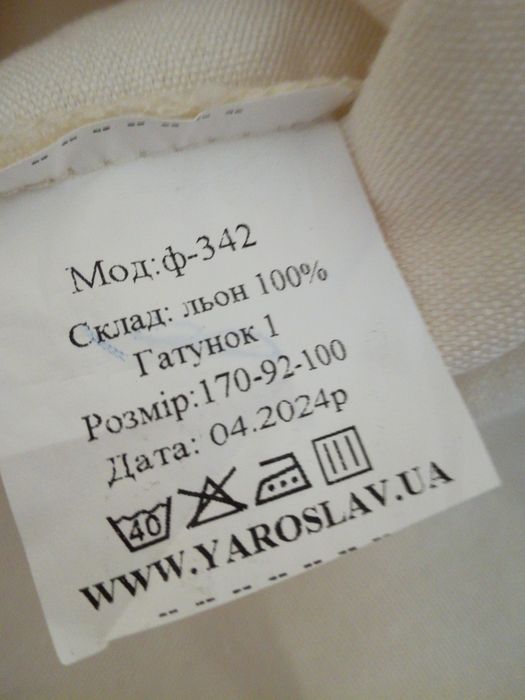 Мод:ф-342
Склад: льон 100%
Гатунок 1
Розмір:170-92-100
Дата: 04.2024р
40
WWW.YAROSLAV.UA